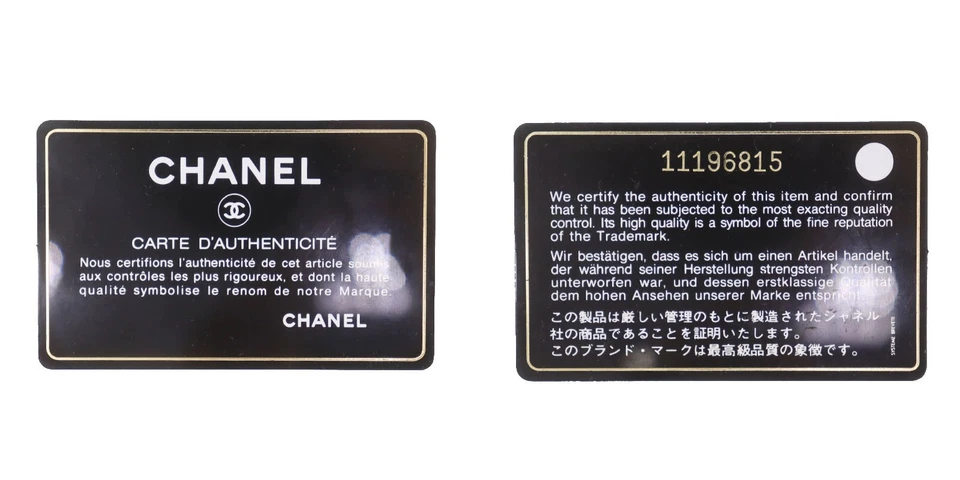 CHANEL
CARTE D'AUTHENTICITÉ
Nous certifions l'authenticité de cet article soumis
aux contrôles les plus rigoureux, et dont la haute
qualité symbolise le renom de notre Marque.
CHANEL
11196815
We certify the authenticity of this item and confirm
that it has been subjected to the most exacting quality
control. Its high quality is a symbol of the fine reputation
of the Trademark.
Wir bestätigen, dass es sich um einen Artikel handelt,
der während seiner Herstellung strengsten Kontrollen
unterworfen war, und dessen erstklassige Qualität
dem hohen Ansehen unserer Marke entspricht.
この製品は厳しい管理のもとに製造されたシャネル
社の商品であることを証明いたします。
このブランド・マークは最高級品質の象徴です。
SYSTEME BREVETE